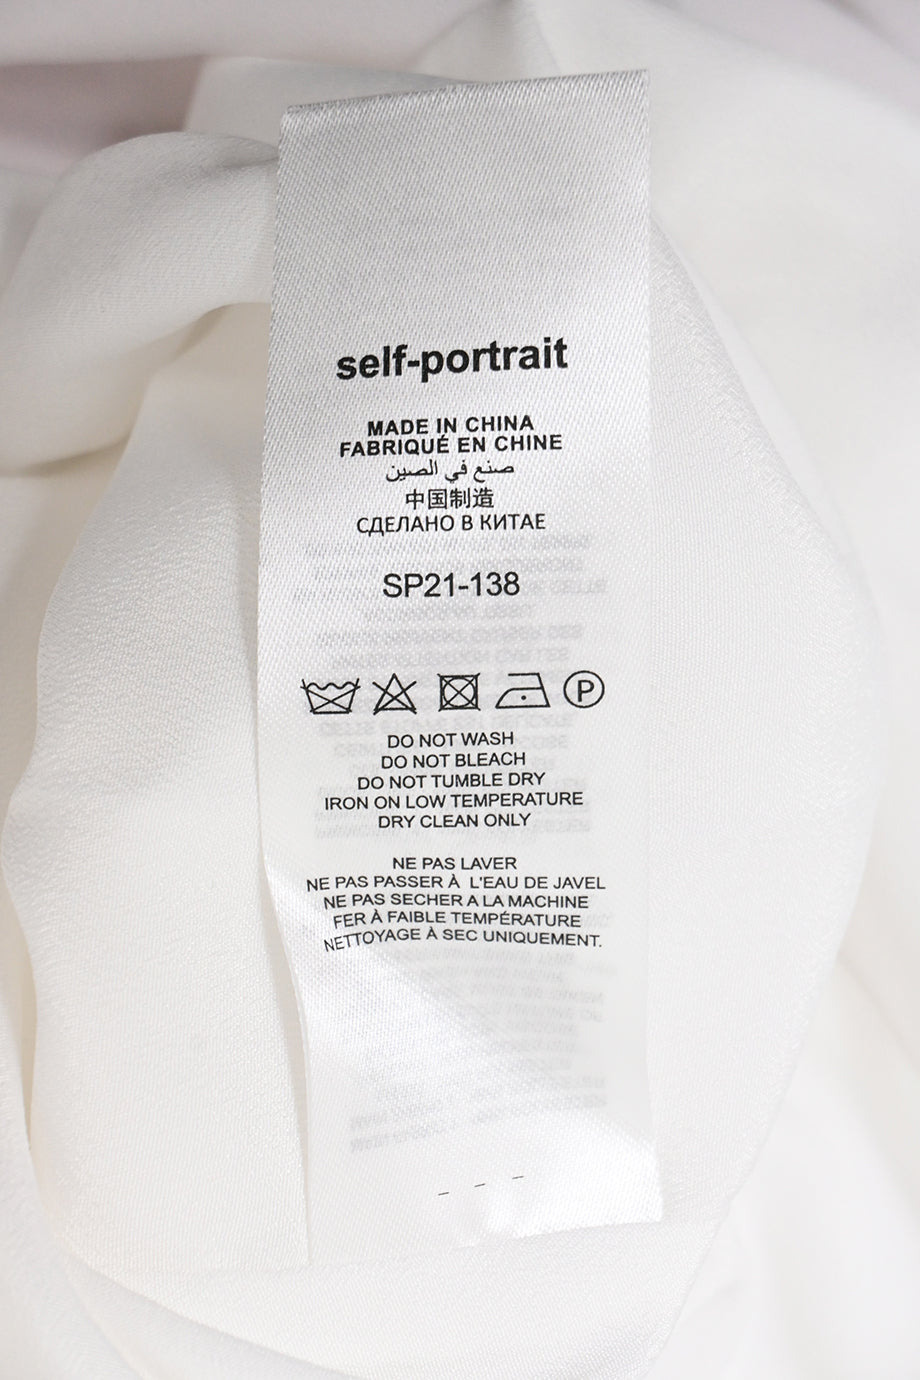 self-portrait
MADE IN CHINA
FABRIQUÉ EN CHINE
صنع في الصين
中国制造
СДЕЛАНО В КИТАЕ
SP21-138
P
DO NOT WASH
DO NOT BLEACH
DO NOT TUMBLE DRY
IRON ON LOW TEMPERATURE
DRY CLEAN ONLY
NE PAS LAVER
NE PAS PASSER À L'EAU DE JAVEL
NE PAS SECHER A LA MACHINE
FER À FAIBLE TEMPÉRATURE
NETTOYAGE À SEC UNIQUEMENT.